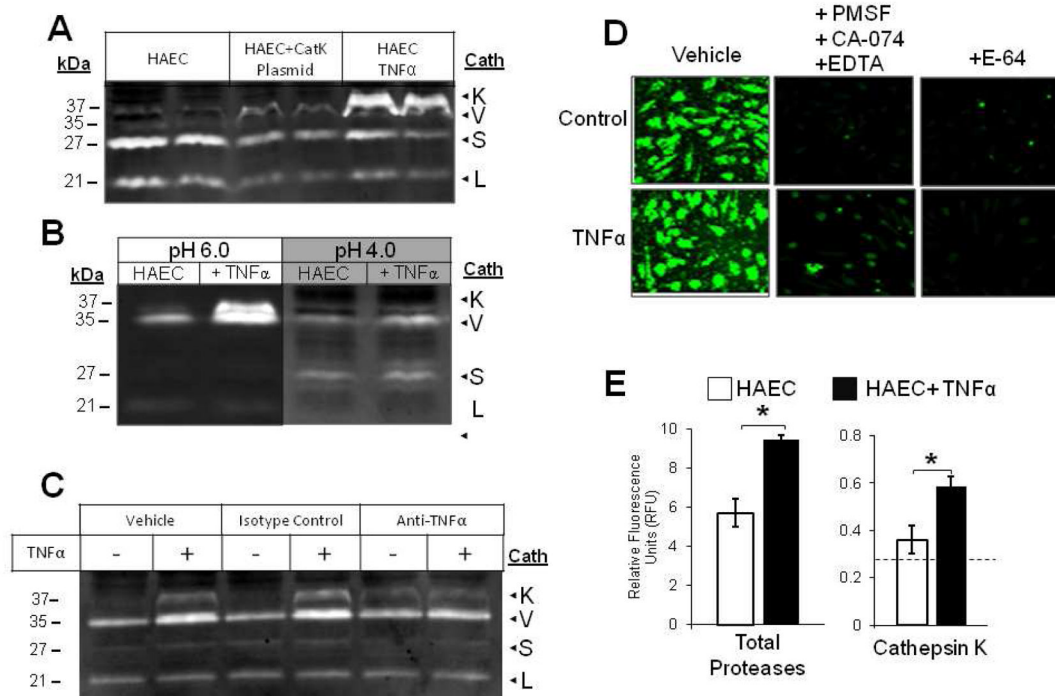 A
kDa
HAEC
HAEC+CatK
Plasmid
HAEC
TNFα
Cath
37
35
27
21
K
V
S
L
B
kDa
pH 6.0
pH 4.0
HAEC
+ TNFα
HAEC
+ TNFα
Cath
37
35
27
21
K
V
S
L
C
Vehicle
Isotype Control
Anti-TNFα
TNFα
-
+
-
+
-
+
Cath
37
35
27
21
K
V
S
L
D
Vehicle
+ PMSF
+ CA-074
+EDTA
+E-64
Control
TNFα
E
HAEC
HAEC+TNFα
Relative Fluorescence
Units (RFU)
10
8
6
4
2
0
*
Total
Proteases
0.8
0.6
0.4
0.2
0
*
Cathepsin K